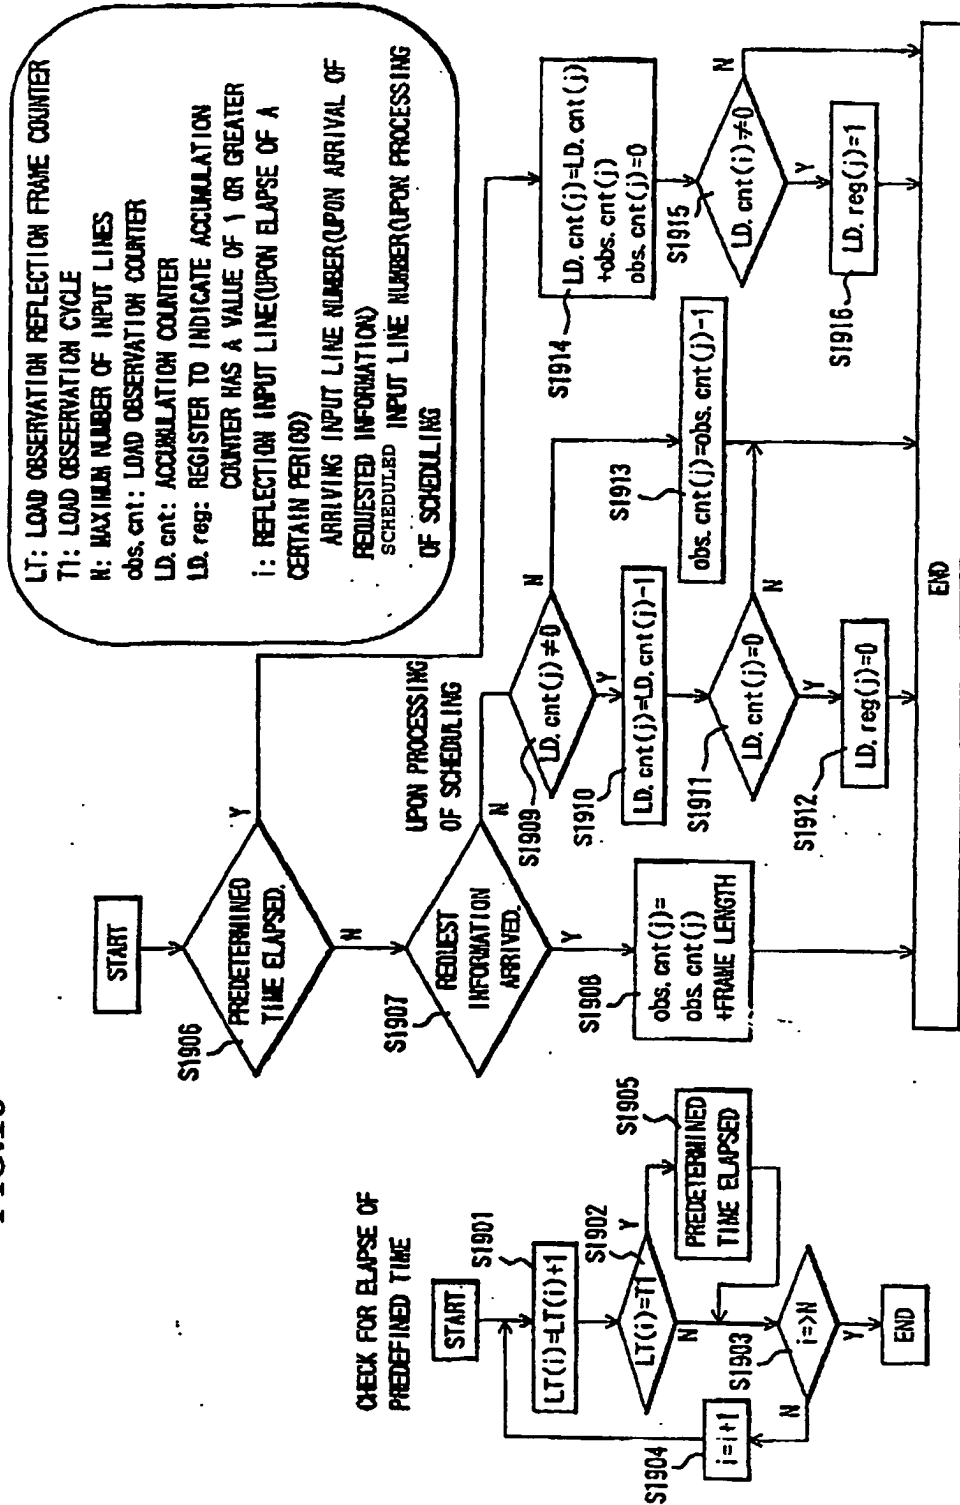 CHECK FOR ELAPSE OF
PREDEFINED TIME
START
S1901
LT(i)=LT(i)+1
S1902
LT(i)=T1
Y
N
S1905
PREDETERMINED
TIME ELAPSED
S1903
i=>N
N
Y
S1904
i=i+1
END
START
S1906
PREDETERMINED
TIME ELAPSED.
Y
N
S1907
REQUEST
INFORMATION
ARRIVED.
Y
N
UPON PROCESSING
OF SCHEDULING
S1908
obs. cnt(j)=
obs. cnt(j)
+FRAME LENGTH
S1909
LD. cnt(j)≠0
Y
N
S1910
LD. cnt(j)=LD. cnt(j)-1
S1911
LD. cnt(j)=0
Y
N
S1912
LD. reg(j)=0
S1913
obs. cnt(j)=obs. cnt(j)-1
S1914
LD. cnt(j)=LD. cnt(j)
+obs. cnt(j)
obs. cnt(j)=0
S1915
LD. cnt(i)≠0
Y
N
S1916
LD. reg(j)=1
END
LT: LOAD OBSERVATION REFLECTION FRAME COUNTER
T1: LOAD OBSEERVATION CYCLE
N: MAXIMUM NUMBER OF INPUT LINES
obs. cnt: LOAD OBSERVATION COUNTER
LD. cnt: ACCUMULATION COUNTER
LD. reg: REGISTER TO INDICATE ACCUMULATION
COUNTER HAS A VALUE OF 1 OR GREATER
i: REFLECTION INPUT LINE(UPON ELAPSE OF A
CERTAIN PERIOD)
ARRIVING INPUT LINE NUMBER(UPON ARRIVAL OF
REQUESTED INFORMATION)
SCHEDULED INPUT LINE NUMBER(UPON PROCESSING
OF SCHEDULING